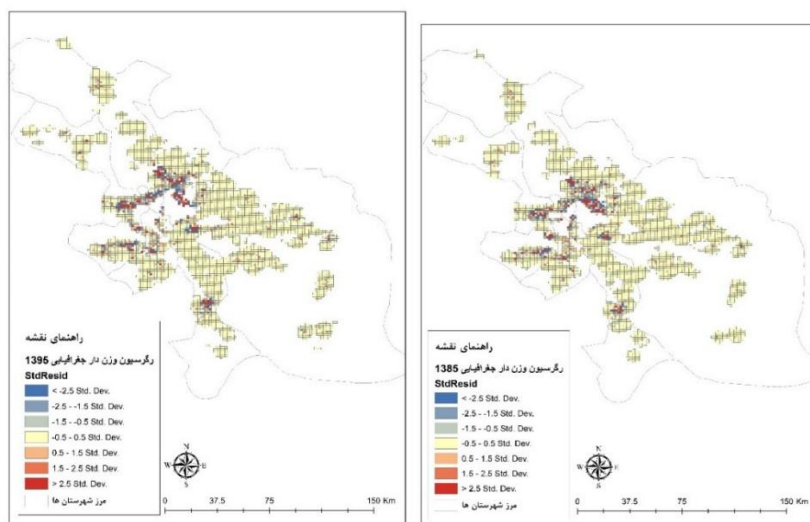 راهنمای نقشه
رگرسیون وزن دار جغرافیایی 1395
StdResid
< -2.5 Std. Dev.
-2.5 - -1.5 Std. Dev.
-1.5 - -0.5 Std. Dev.
-0.5 - 0.5 Std. Dev.
0.5 - 1.5 Std. Dev.
1.5 - 2.5 Std. Dev.
> 2.5 Std. Dev.
مرز شهرستان ها
N
W E
S
0 37.5 75 150 Km
راهنمای نقشه
رگرسیون وزن دار جغرافیایی 1385
StdResid
< -2.5 Std. Dev.
-2.5 - -1.5 Std. Dev.
-1.5 - -0.5 Std. Dev.
-0.5 - 0.5 Std. Dev.
0.5 - 1.5 Std. Dev.
1.5 - 2.5 Std. Dev.
> 2.5 Std. Dev.
مرز شهرستان ها
N
W E
S
0 37.5 75 150 Km